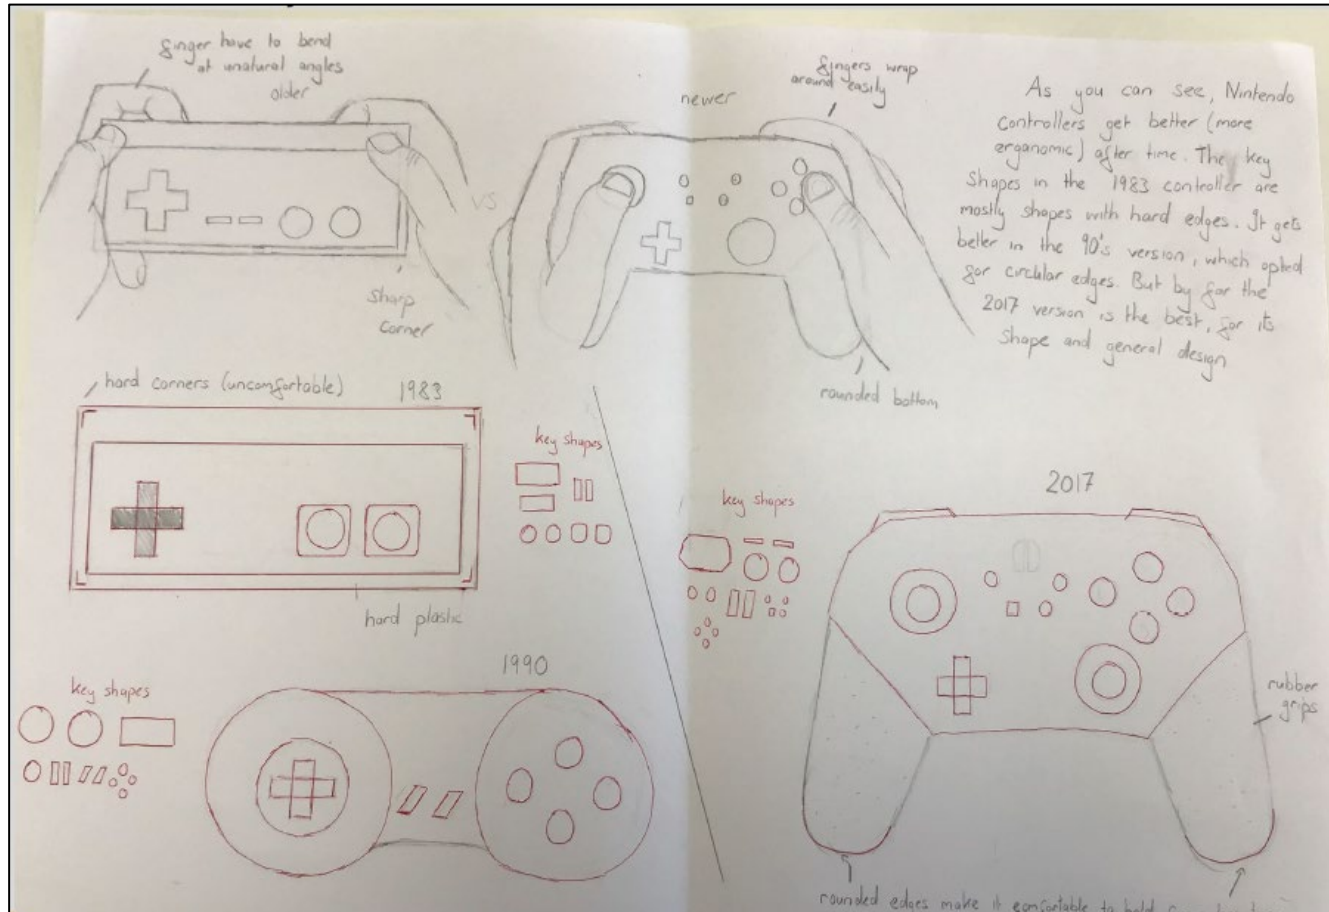 finger have to bend
at unatural angles
older
newer
fingers wrap
around easily
As you can see, Nintendo
Controllers get better (more
erganomic) after time. The key
Shapes in the 1983 controller are
mostly shapes with hard edges. It gets
better in the 90's version, which opted
for circular edges. But by far the
2017 version is the best, for its
Shape and general design
VS
sharp
corner
rounded bottom
hard corners (uncomfortable)
1983
key shapes
hard plastic
2017
key shapes
rubber
grips
1990
key shapes
rounded edges make it comfortable to hold